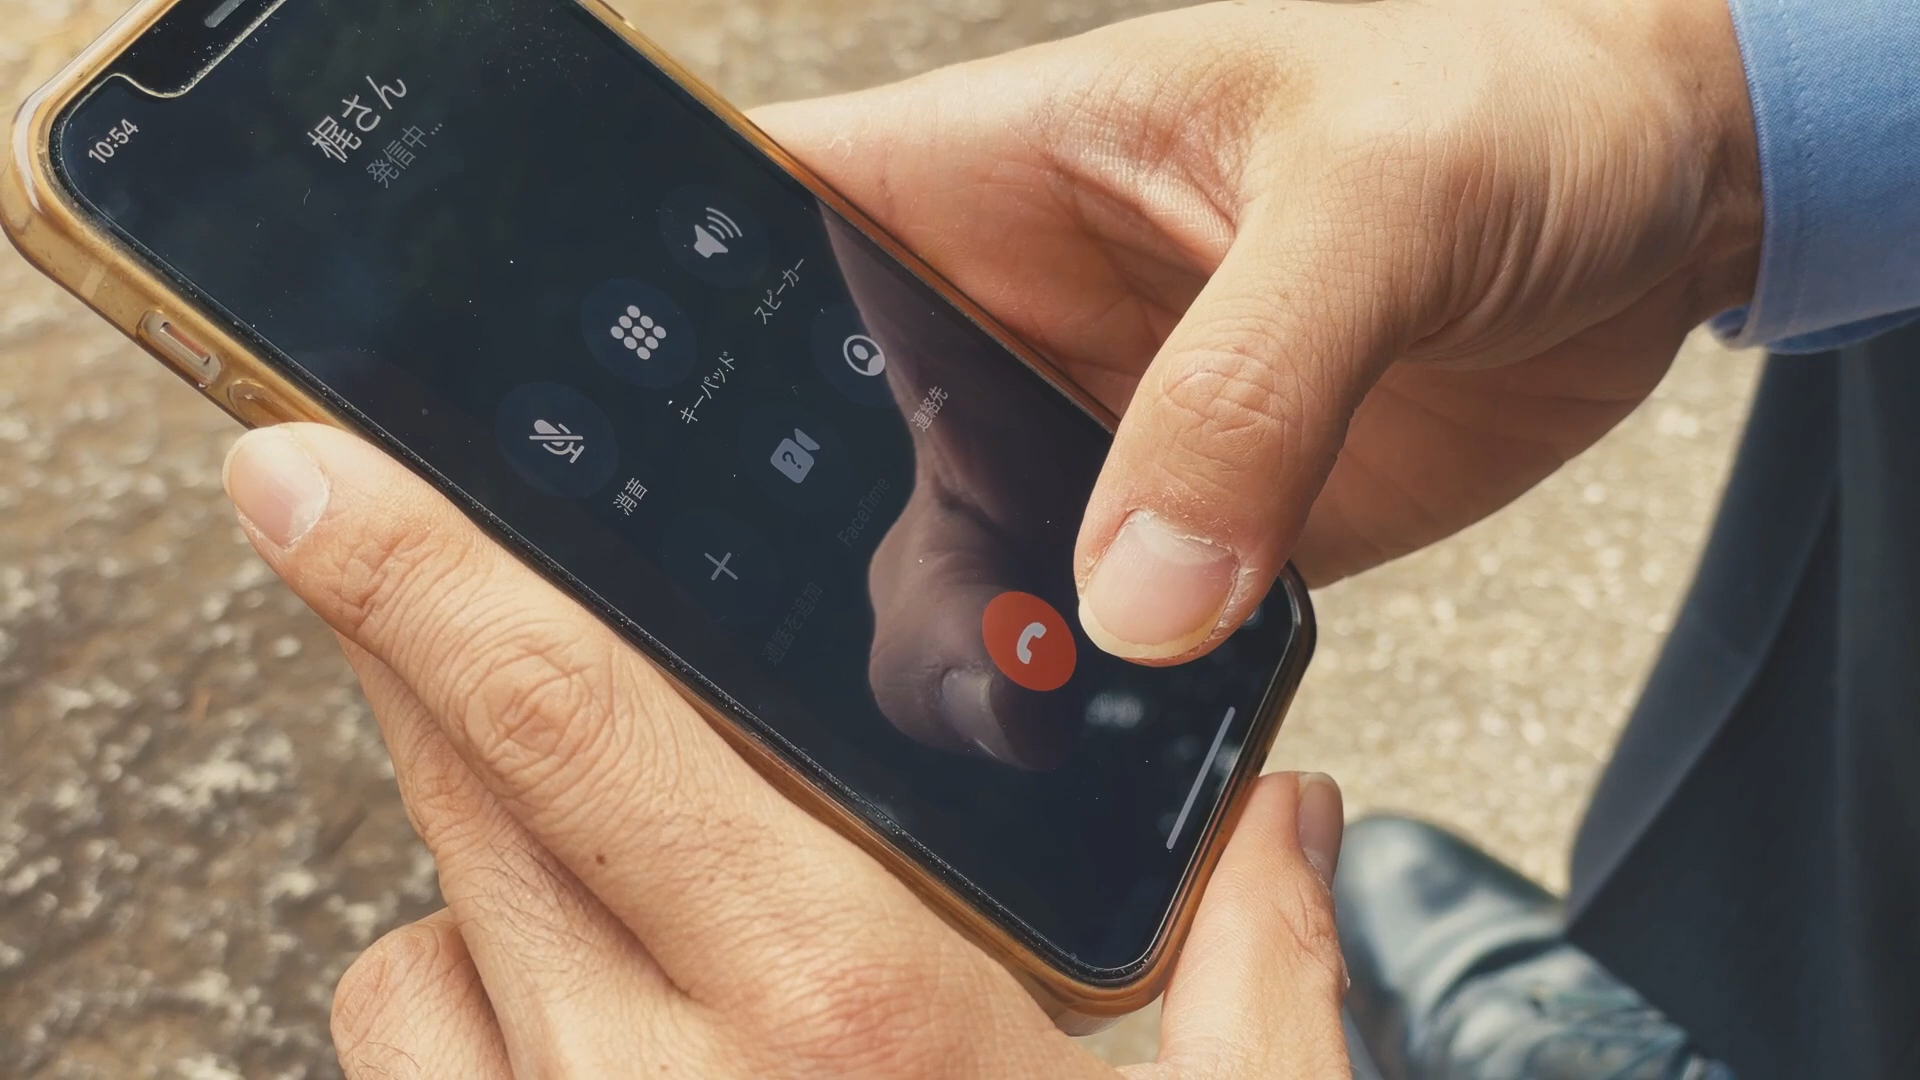 10:54
梶さん
発信中...
消音
キーパッド
スピーカー
通話を追加
FaceTime
連絡先